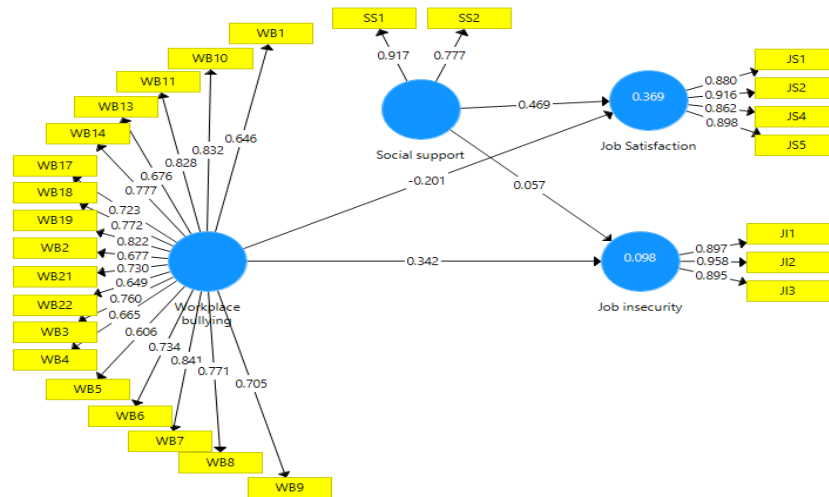 SS1
SS2
WB1
WB10
WB11
WB13
WB14
WB17
WB18
WB19
WB2
WB21
WB22
WB3
WB4
WB5
WB6
WB7
WB8
WB9
0.646
0.832
0.828
0.676
0.777
0.723
0.772
0.822
0.677
0.730
0.649
0.760
0.665
0.606
0.734
0.841
0.771
0.705
Workplace
bullying
0.917
0.777
Social support
0.469
-0.201
0.057
0.342
0.369
Job Satisfaction
0.880
0.916
0.862
0.898
JS1
JS2
JS4
JS5
0.098
Job insecurity
0.897
0.958
0.895
JI1
JI2
JI3